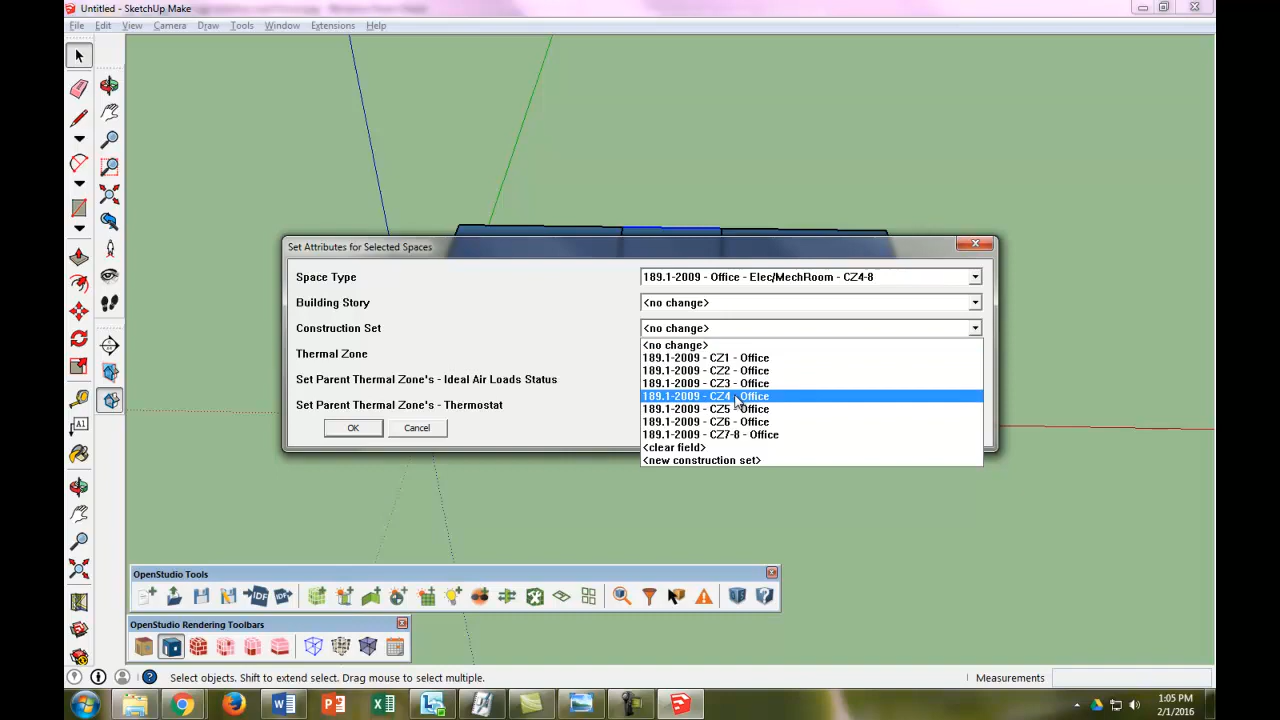 Untitled - SketchUp Make
File Edit View Camera Draw Tools Window Extensions Help
Set Attributes for Selected Spaces
Space Type
189.1-2009 - Office - Elec/MechRoom - CZ4-8
Building Story
<no change>
Construction Set
<no change>
<no change>
189.1-2009 - CZ1 - Office
189.1-2009 - CZ2 - Office
189.1-2009 - CZ3 - Office
189.1-2009 - CZ4 - Office
189.1-2009 - CZ5 - Office
189.1-2009 - CZ6 - Office
189.1-2009 - CZ7-8 - Office
<clear field>
<new construction set>
Thermal Zone
Set Parent Thermal Zone's - Ideal Air Loads Status
Set Parent Thermal Zone's - Thermostat
OK Cancel
A1
OpenStudio Tools
IDF IDF
OpenStudio Rendering Toolbars
Select objects. Shift to extend select. Drag mouse to select multiple.
Measurements
1:05 PM
2/1/2016